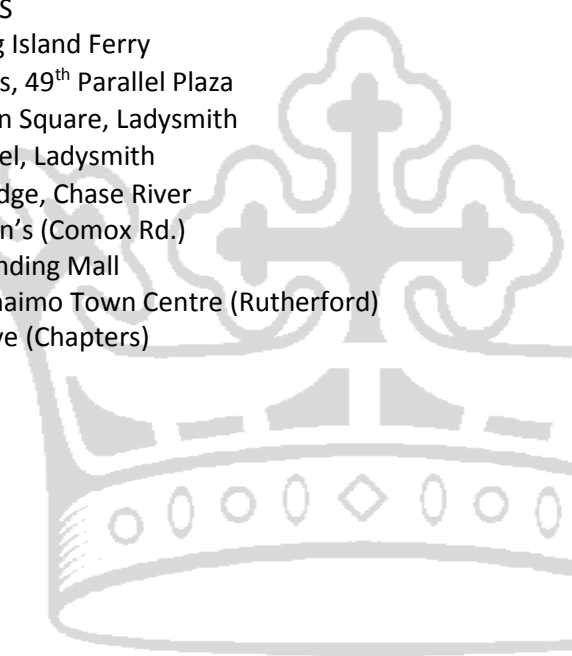 S
g Island Ferry
s, 49th Parallel Plaza
n Square, Ladysmith
el, Ladysmith
dge, Chase River
n’s (Comox Rd.)
nding Mall
naimo Town Centre (Rutherford)
ve (Chapters)